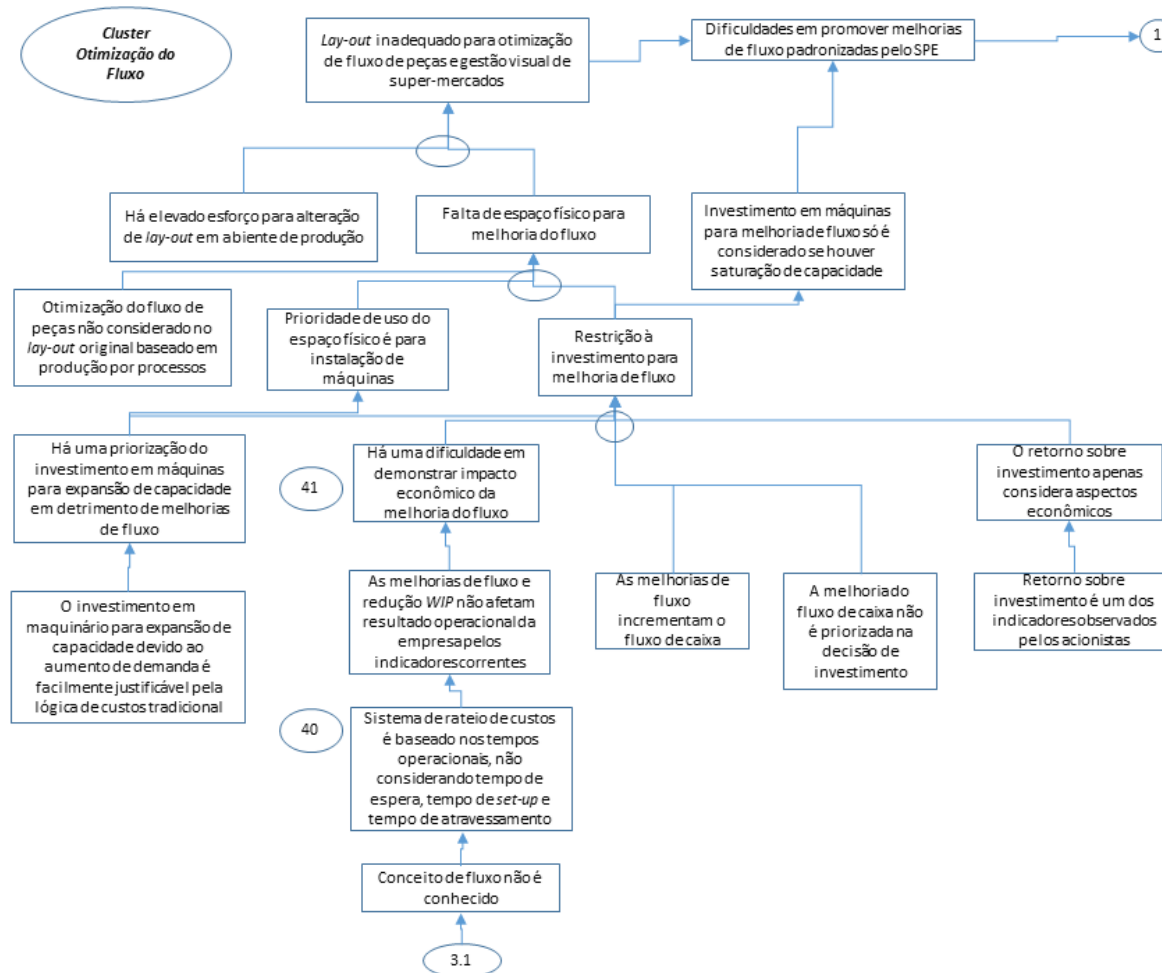 Cluster
Otimização do
Fluxo
Lay-out inadequado para otimização
de fluxo de peças e gestão visual de
super-mercados
Dificuldades em promover melhorias
de fluxo padronizadas pelo SPE
1
Há elevado esforço para alteração
de lay-out em abiente de produção
Falta de espaço físico para
melhoria do fluxo
Investimento em máquinas
para melhoria de fluxo só é
considerado se houver
saturação de capacidade
Otimização do fluxo de
peças não considerado no
lay-out original baseado em
produção por processos
Prioridade de uso do
espaço físico é para
instalação de
máquinas
Restrição à
investimento para
melhoria de fluxo
Há uma priorização do
investimento em máquinas
para expansão de capacidade
em detrimento de melhorias
de fluxo
41
Há uma dificuldade em
demonstrar impacto
econômico da
melhoria do fluxo
O retorno sobre
investimento apenas
considera aspectos
econômicos
O investimento em
maquinário para expansão de
capacidade devido ao
aumento de demanda é
facilmente justificável pela
lógica de custos tradicional
As melhorias de fluxo e
redução WIP não afetam
resultado operacional da
empresa pelos
indicadores correntes
As melhorias de
fluxo
incrementam o
fluxo de caixa
A melhoria do
fluxo de caixa não
é priorizada na
decisão de
investimento
Retorno sobre
investimento é um dos
indicadores observados
pelos acionistas
40
Sistema de rateio de custos
é baseado nos tempos
operacionais, não
considerando tempo de
espera, tempo de set-up e
tempo de atravessamento
Conceito de fluxo não é
conhecido
3.1